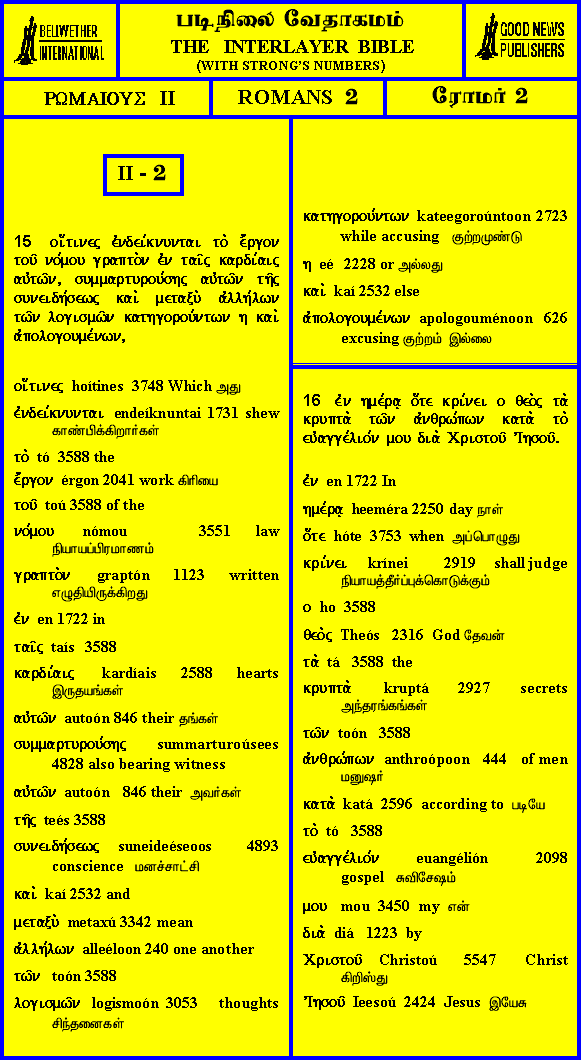 BELIWETHER
INTERNATIONAL
படிநிலை வேதாகமம்
THE INTERLAYER BIBLE
(WITH STRONG'S NUMBERS)
GOOD NEWS
PUBLISHERS
ΡΩΜΑΙΟΥΣ II
ROMANS 2
ரோமர் 2
II - 2
15 οἵτινες ἐνδείκνυνται τὸ ἔργον
τοῦ νόμου γραπτὸν ἐν ταῖς καρδίαις
αὐτῶν, συμμαρτυρούσης αὐτῶν τῆς
συνειδήσεως καὶ μεταξὺ ἀλλήλων
τῶν λογισμῶν κατηγορούντων η καὶ
ἀπολογουμένων,
οἵτινες hoítines 3748 Which அது
ἐνδείκνυνται endeíknuntai 1731 shew
காண்பிக்கிறார்கள்
τὸ tó 3588 the
ἔργον érgon 2041 work கிரியை
τοῦ toú 3588 of the
νόμου nómou 3551 law
நியாயப்பிரமாணம்
γραπτὸν graptón 1123 written
எழுதியிருக்கிறது
ἐν en 1722 in
ταῖς taís 3588
καρδίαις kardíais 2588 hearts
இருதயங்கள்
αὐτῶν autoón 846 their தங்கள்
συμμαρτυρούσης summarturoúsees
4828 also bearing witness
αὐτῶν autoón 846 their அவர்கள்
τῆς teés 3588
συνειδήσεως suneideéseoos 4893
conscience மனச்சாட்சி
καὶ kaí 2532 and
μεταξὺ metaxú 3342 mean
ἀλλήλων alleéloon 240 one another
τῶν toón 3588
λογισμῶν logismoón 3053 thoughts
சிந்தனைகள்
κατηγορούντων kateegoroúntoon 2723
while accusing குற்றமுண்டு
η eé 2228 or அல்லது
καὶ kaí 2532 else
ἀπολογουμένων apologouménoon 626
excusing குற்றம் இல்லை
16 ἐν ημέρᾳ ὅτε κρίνει ο θεὸς τὰ
κρυπτὰ τῶν ἀνθρώπων κατὰ τὸ
εὐαγγέλιόν μου διὰ Χριστοῦ Ἰησοῦ.
ἐν en 1722 In
ημέρᾳ heeméra 2250 day நாள்
ὅτε hóte 3753 when அப்பொழுது
κρίνει krínei 2919 shall judge
நியாயத்தீர்ப்புக்கொடுக்கும்
ο ho 3588
θεὸς Theós 2316 God தேவன்
τὰ tá 3588 the
κρυπτὰ kruptá 2927 secrets
அந்தரங்கங்கள்
τῶν toón 3588
ἀνθρώπων anthroópoon 444 of men
மனுஷர்
κατὰ katá 2596 according to படியே
τὸ tó 3588
εὐαγγέλιόν euangélión 2098
gospel சுவிசேஷம்
μου mou 3450 my என்
διὰ diá 1223 by
Χριστοῦ Christoú 5547 Christ
கிறிஸ்து
Ἰησοῦ Ieesoú 2424 Jesus இயேசு